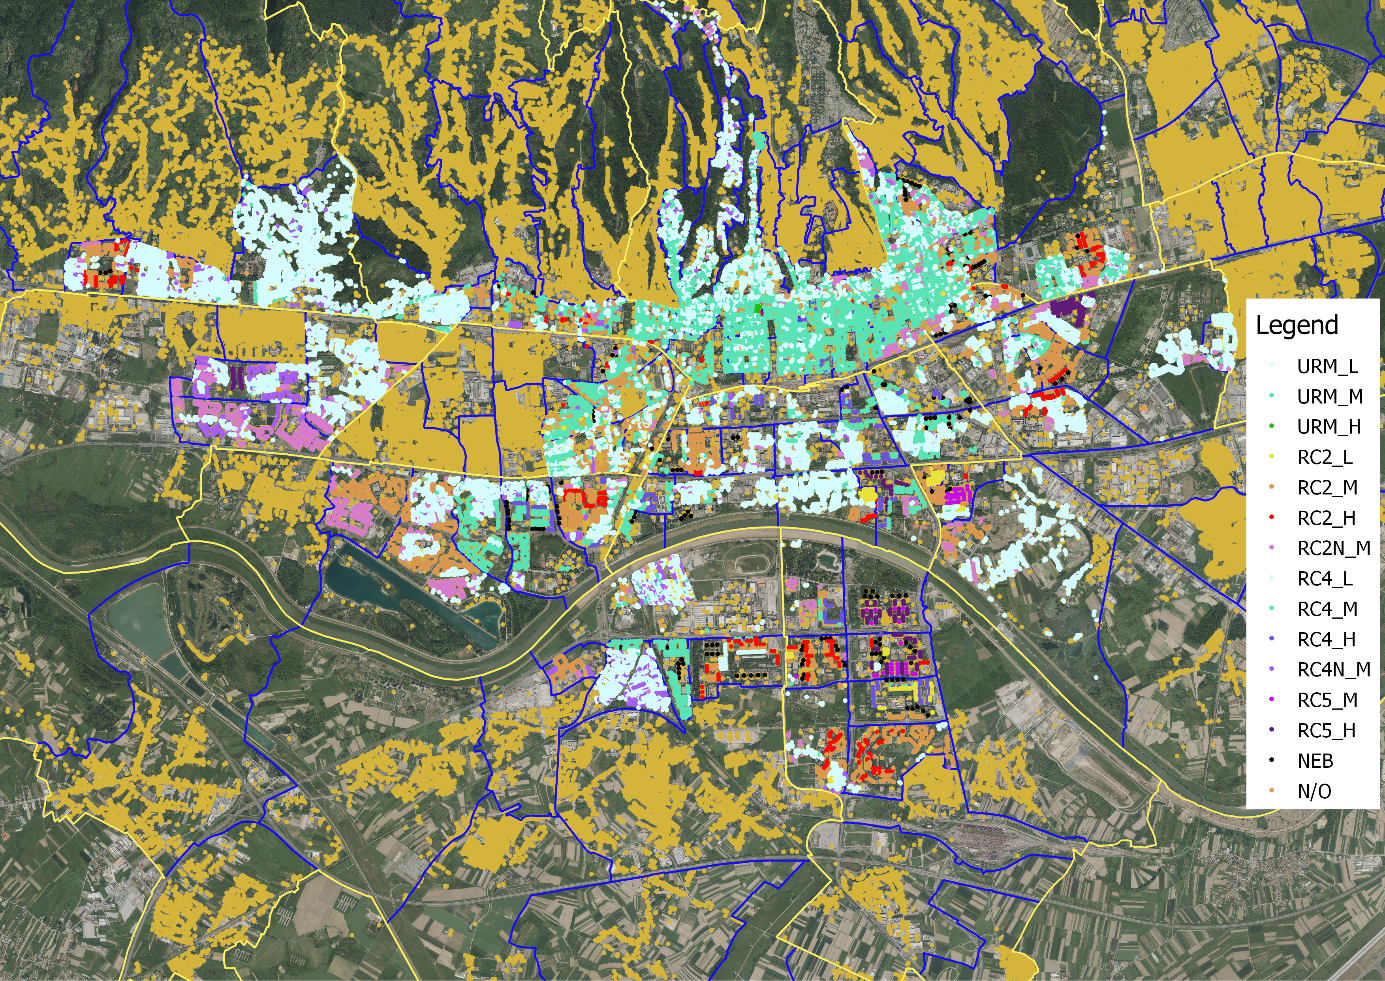 Legend
URM_L
URM_M
URM_H
RC2_L
RC2_M
RC2_H
RC2N_M
RC4_L
RC4_M
RC4_H
RC4N_M
RC5_M
RC5_H
NEB
N/O